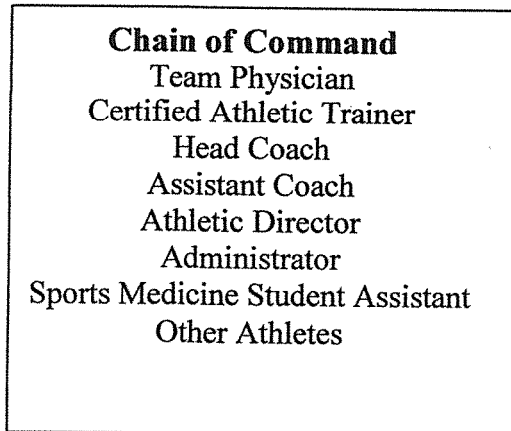 Chain of Command
Team Physician
Certified Athletic Trainer
Head Coach
Assistant Coach
Athletic Director
Administrator
Sports Medicine Student Assistant
Other Athletes